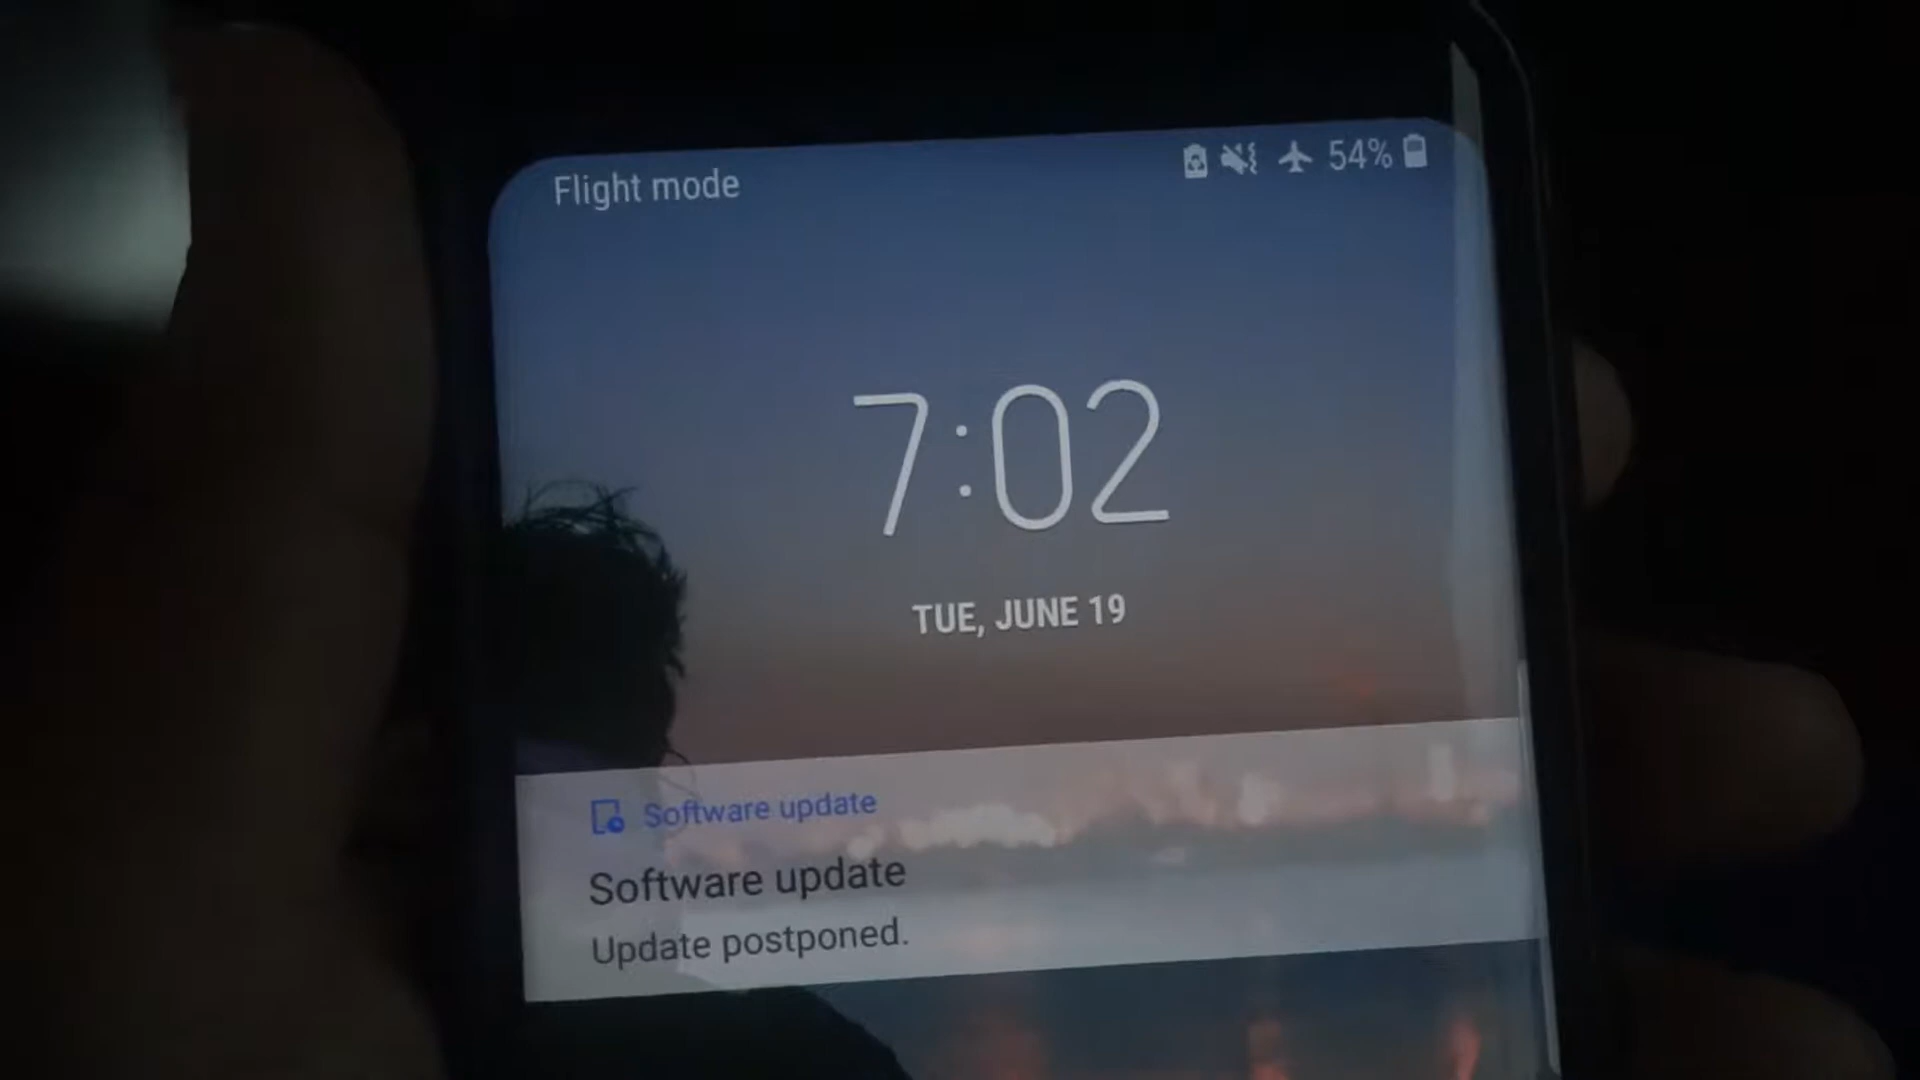 Flight mode 54%
7:02
TUE, JUNE 19
Software update
Software update
Update postponed.